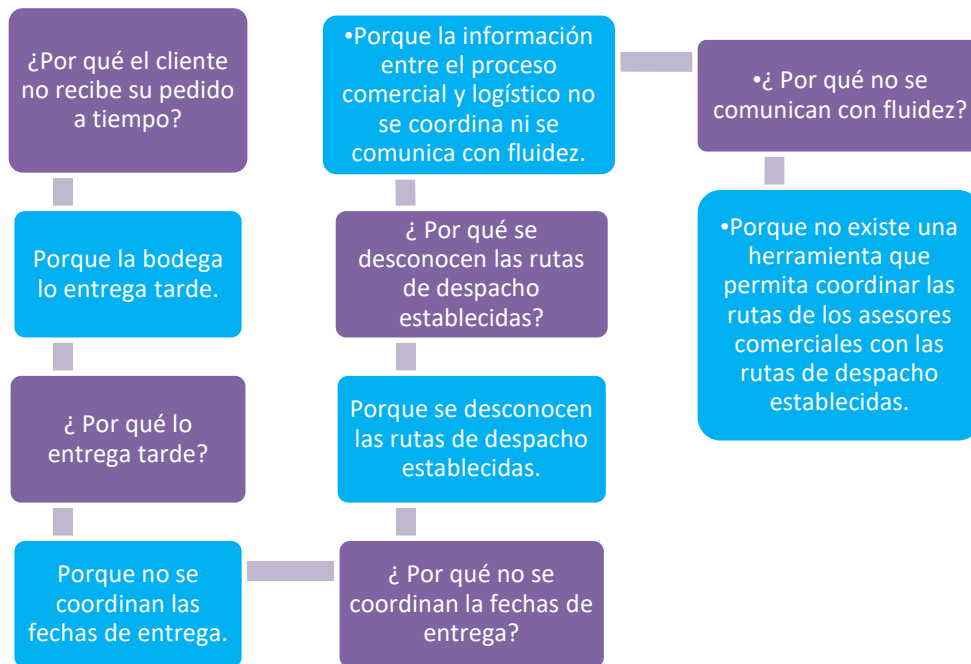 ¿Por qué el cliente
no recibe su pedido
a tiempo?
Porque la bodega
lo entrega tarde.
¿ Por qué lo
entrega tarde?
Porque no se
coordinan las
fechas de entrega.
¿ Por qué no se
coordinan la fechas de
entrega?
Porque se desconocen
las rutas de despacho
establecidas.
¿ Por qué se
desconocen las rutas
de despacho
establecidas?
•Porque la información
entre el proceso
comercial y logístico no
se coordina ni se
comunica con fluidez.
•¿ Por qué no se
comunican con fluidez?
•Porque no existe una
herramienta que
permita coordinar las
rutas de los asesores
comerciales con las
rutas de despacho
establecidas.